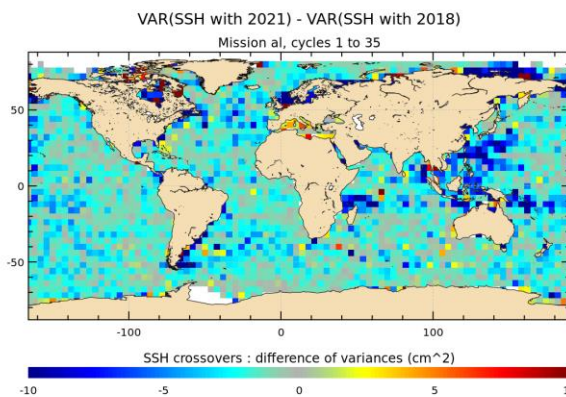 VAR(SSH with 2021) - VAR(SSH with 2018)
Mission al, cycles 1 to 35
50
0
-50
-100 0 100
SSH crossovers : difference of variances (cm^2)
-10 -5 0 5 1